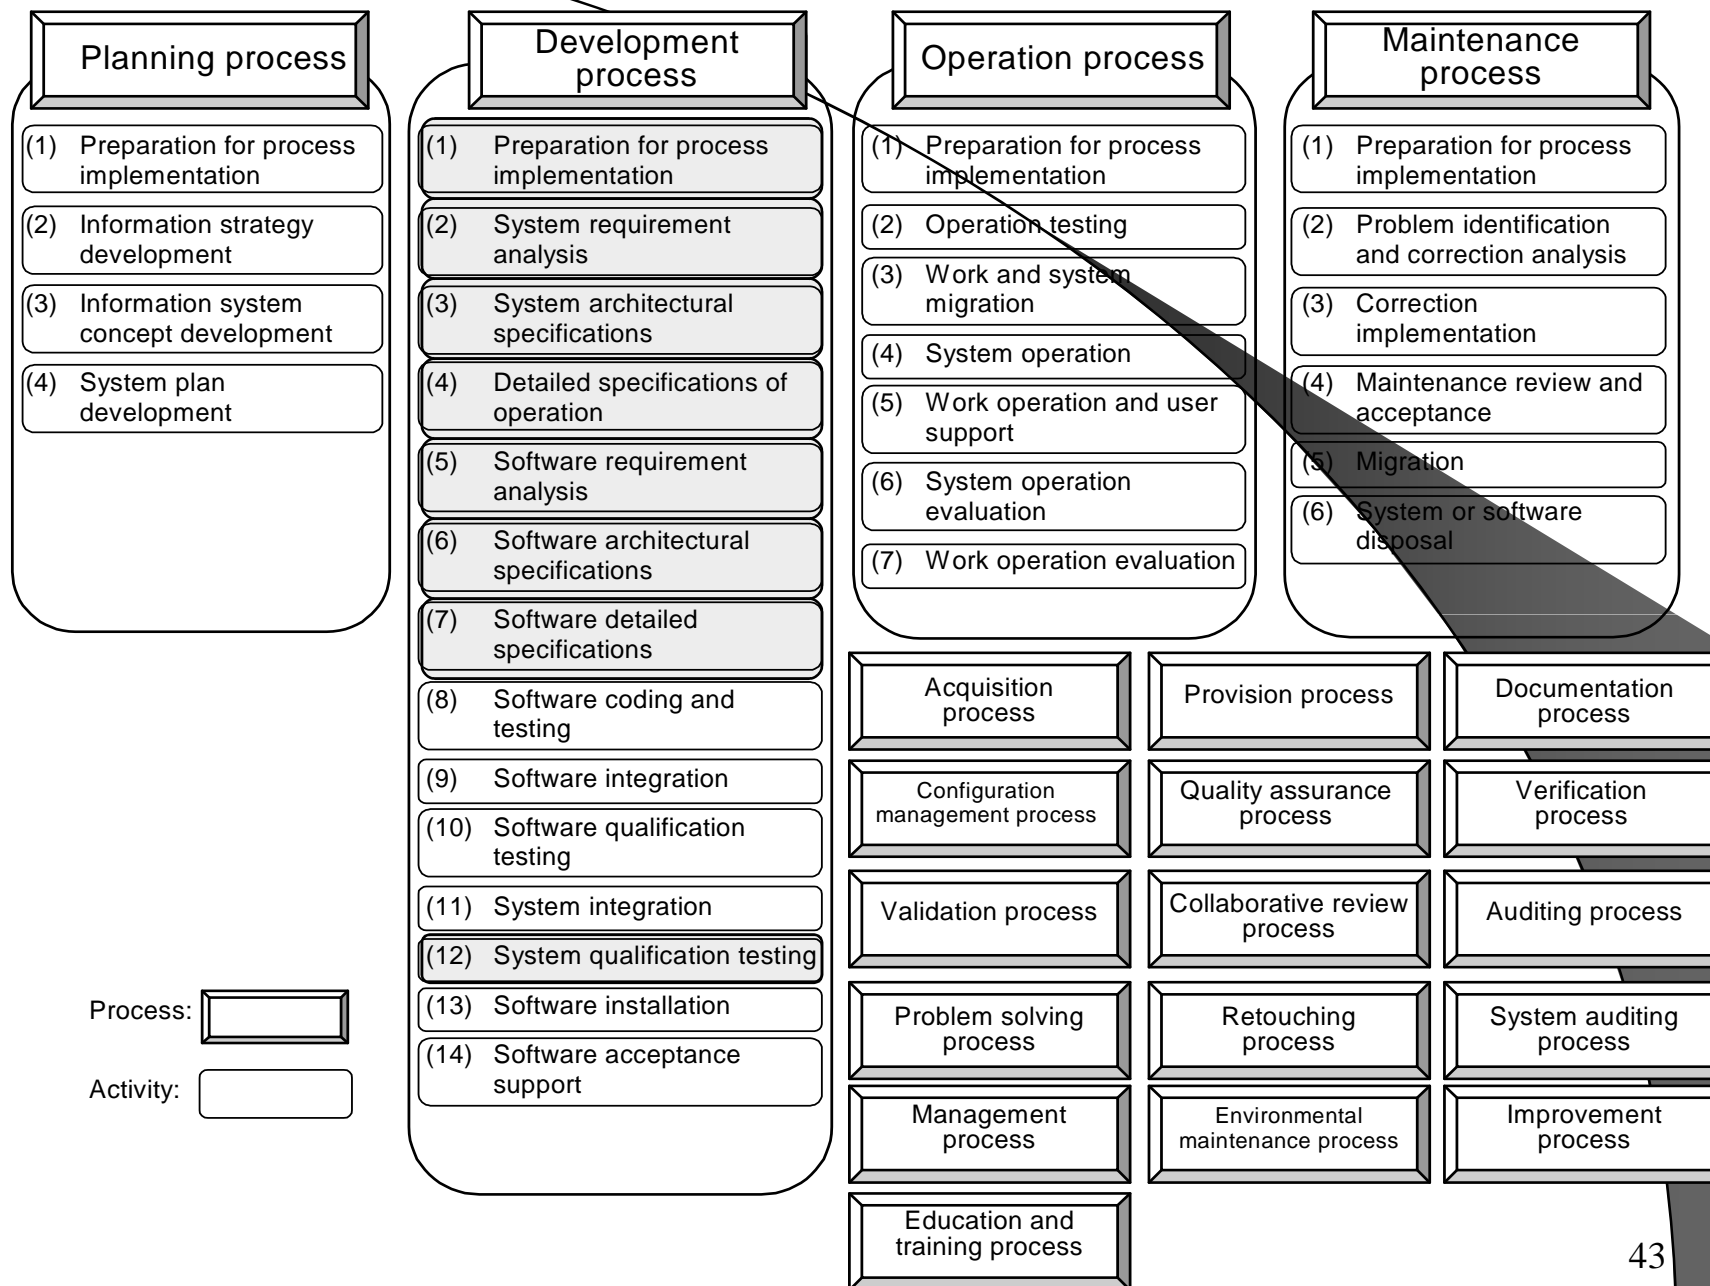 Planning process
(1) Preparation for process
implementation
(2) Information strategy
development
(3) Information system
concept development
(4) System plan
development
Development
process
(1) Preparation for process
implementation
(2) System requirement
analysis
(3) System architectural
specifications
(4) Detailed specifications of
operation
(5) Software requirement
analysis
(6) Software architectural
specifications
(7) Software detailed
specifications
(8) Software coding and
testing
(9) Software integration
(10) Software qualification
testing
(11) System integration
(12) System qualification testing
(13) Software installation
(14) Software acceptance
support
Operation process
(1) Preparation for process
implementation
(2) Operation testing
(3) Work and system
migration
(4) System operation
(5) Work operation and user
support
(6) System operation
evaluation
(7) Work operation evaluation
Maintenance
process
(1) Preparation for process
implementation
(2) Problem identification
and correction analysis
(3) Correction
implementation
(4) Maintenance review and
acceptance
(5) Migration
(6) System or software
disposal
Acquisition
process
Provision process
Documentation
process
Configuration
management process
Quality assurance
process
Verification
process
Validation process
Collaborative review
process
Auditing process
Problem solving
process
Retouching
process
System auditing
process
Management
process
Environmental
maintenance process
Improvement
process
Education and
training process
Process:
Activity:
43